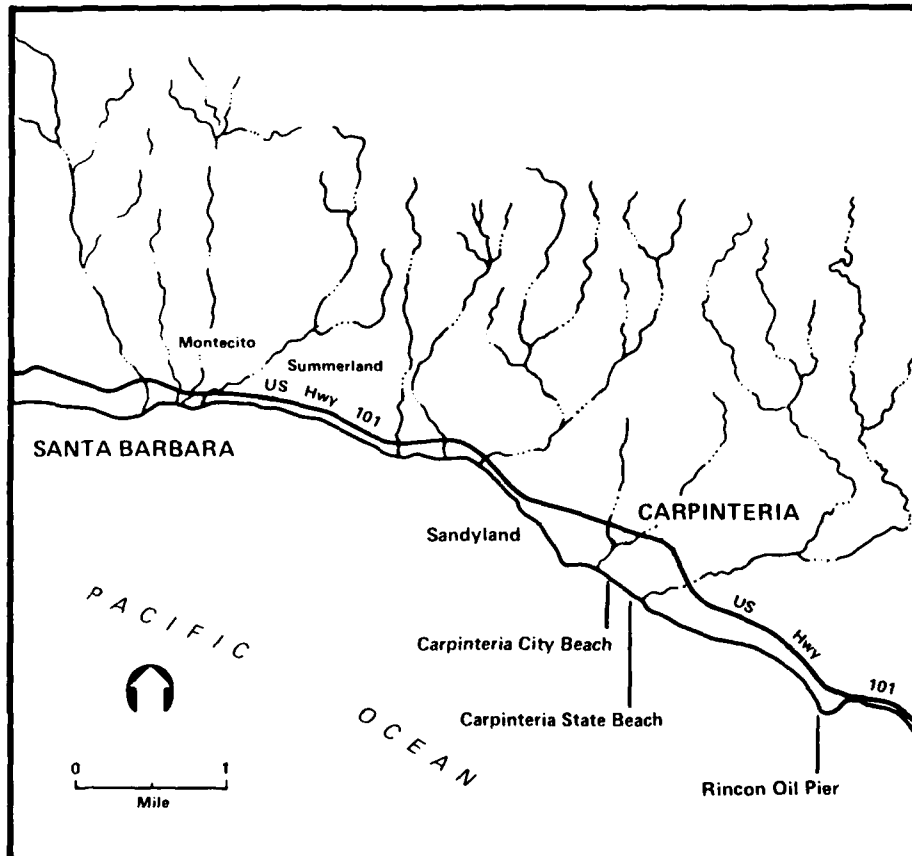 Montecito
Summerland
US Hwy 101
SANTA BARBARA
CARPINTERIA
Sandyland
PACIFIC
OCEAN
US Hwy 101
Carpinteria City Beach
Carpinteria State Beach
Rincon Oil Pier
0 1
Mile